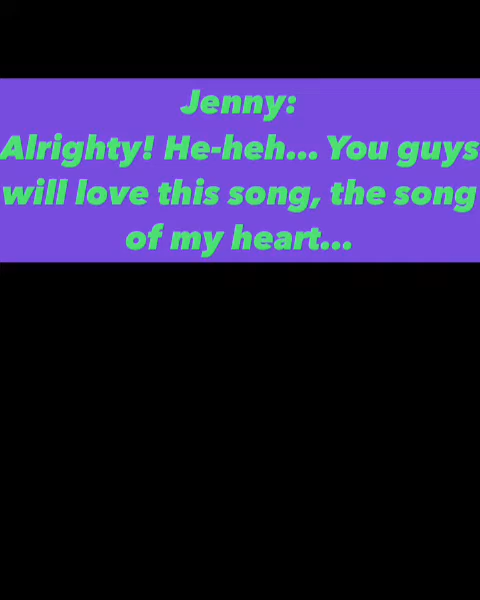 Jenny:
Alrighty! He-heh... You guys
will love this song, the song
of my heart...